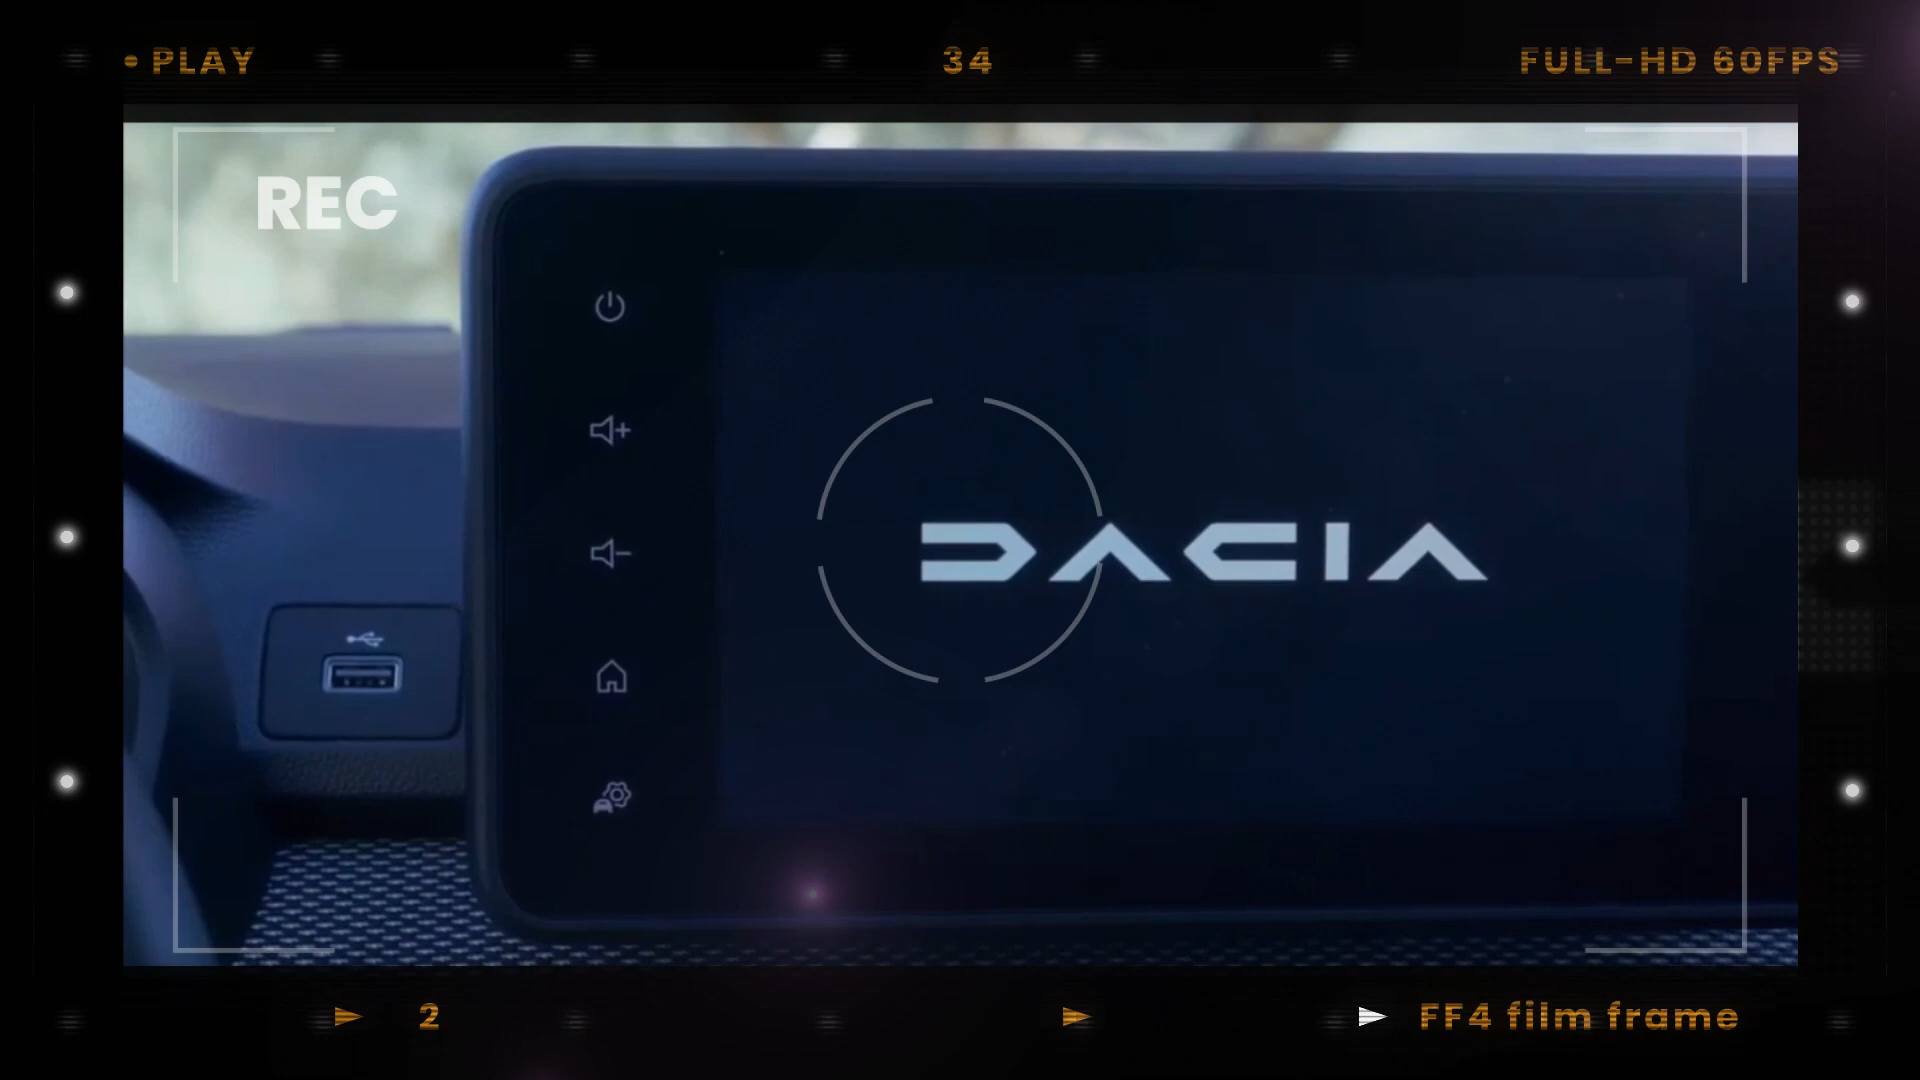 PLAY
34
FULL-HD 60FPS
REC
DACIA
2
FF4 film frame